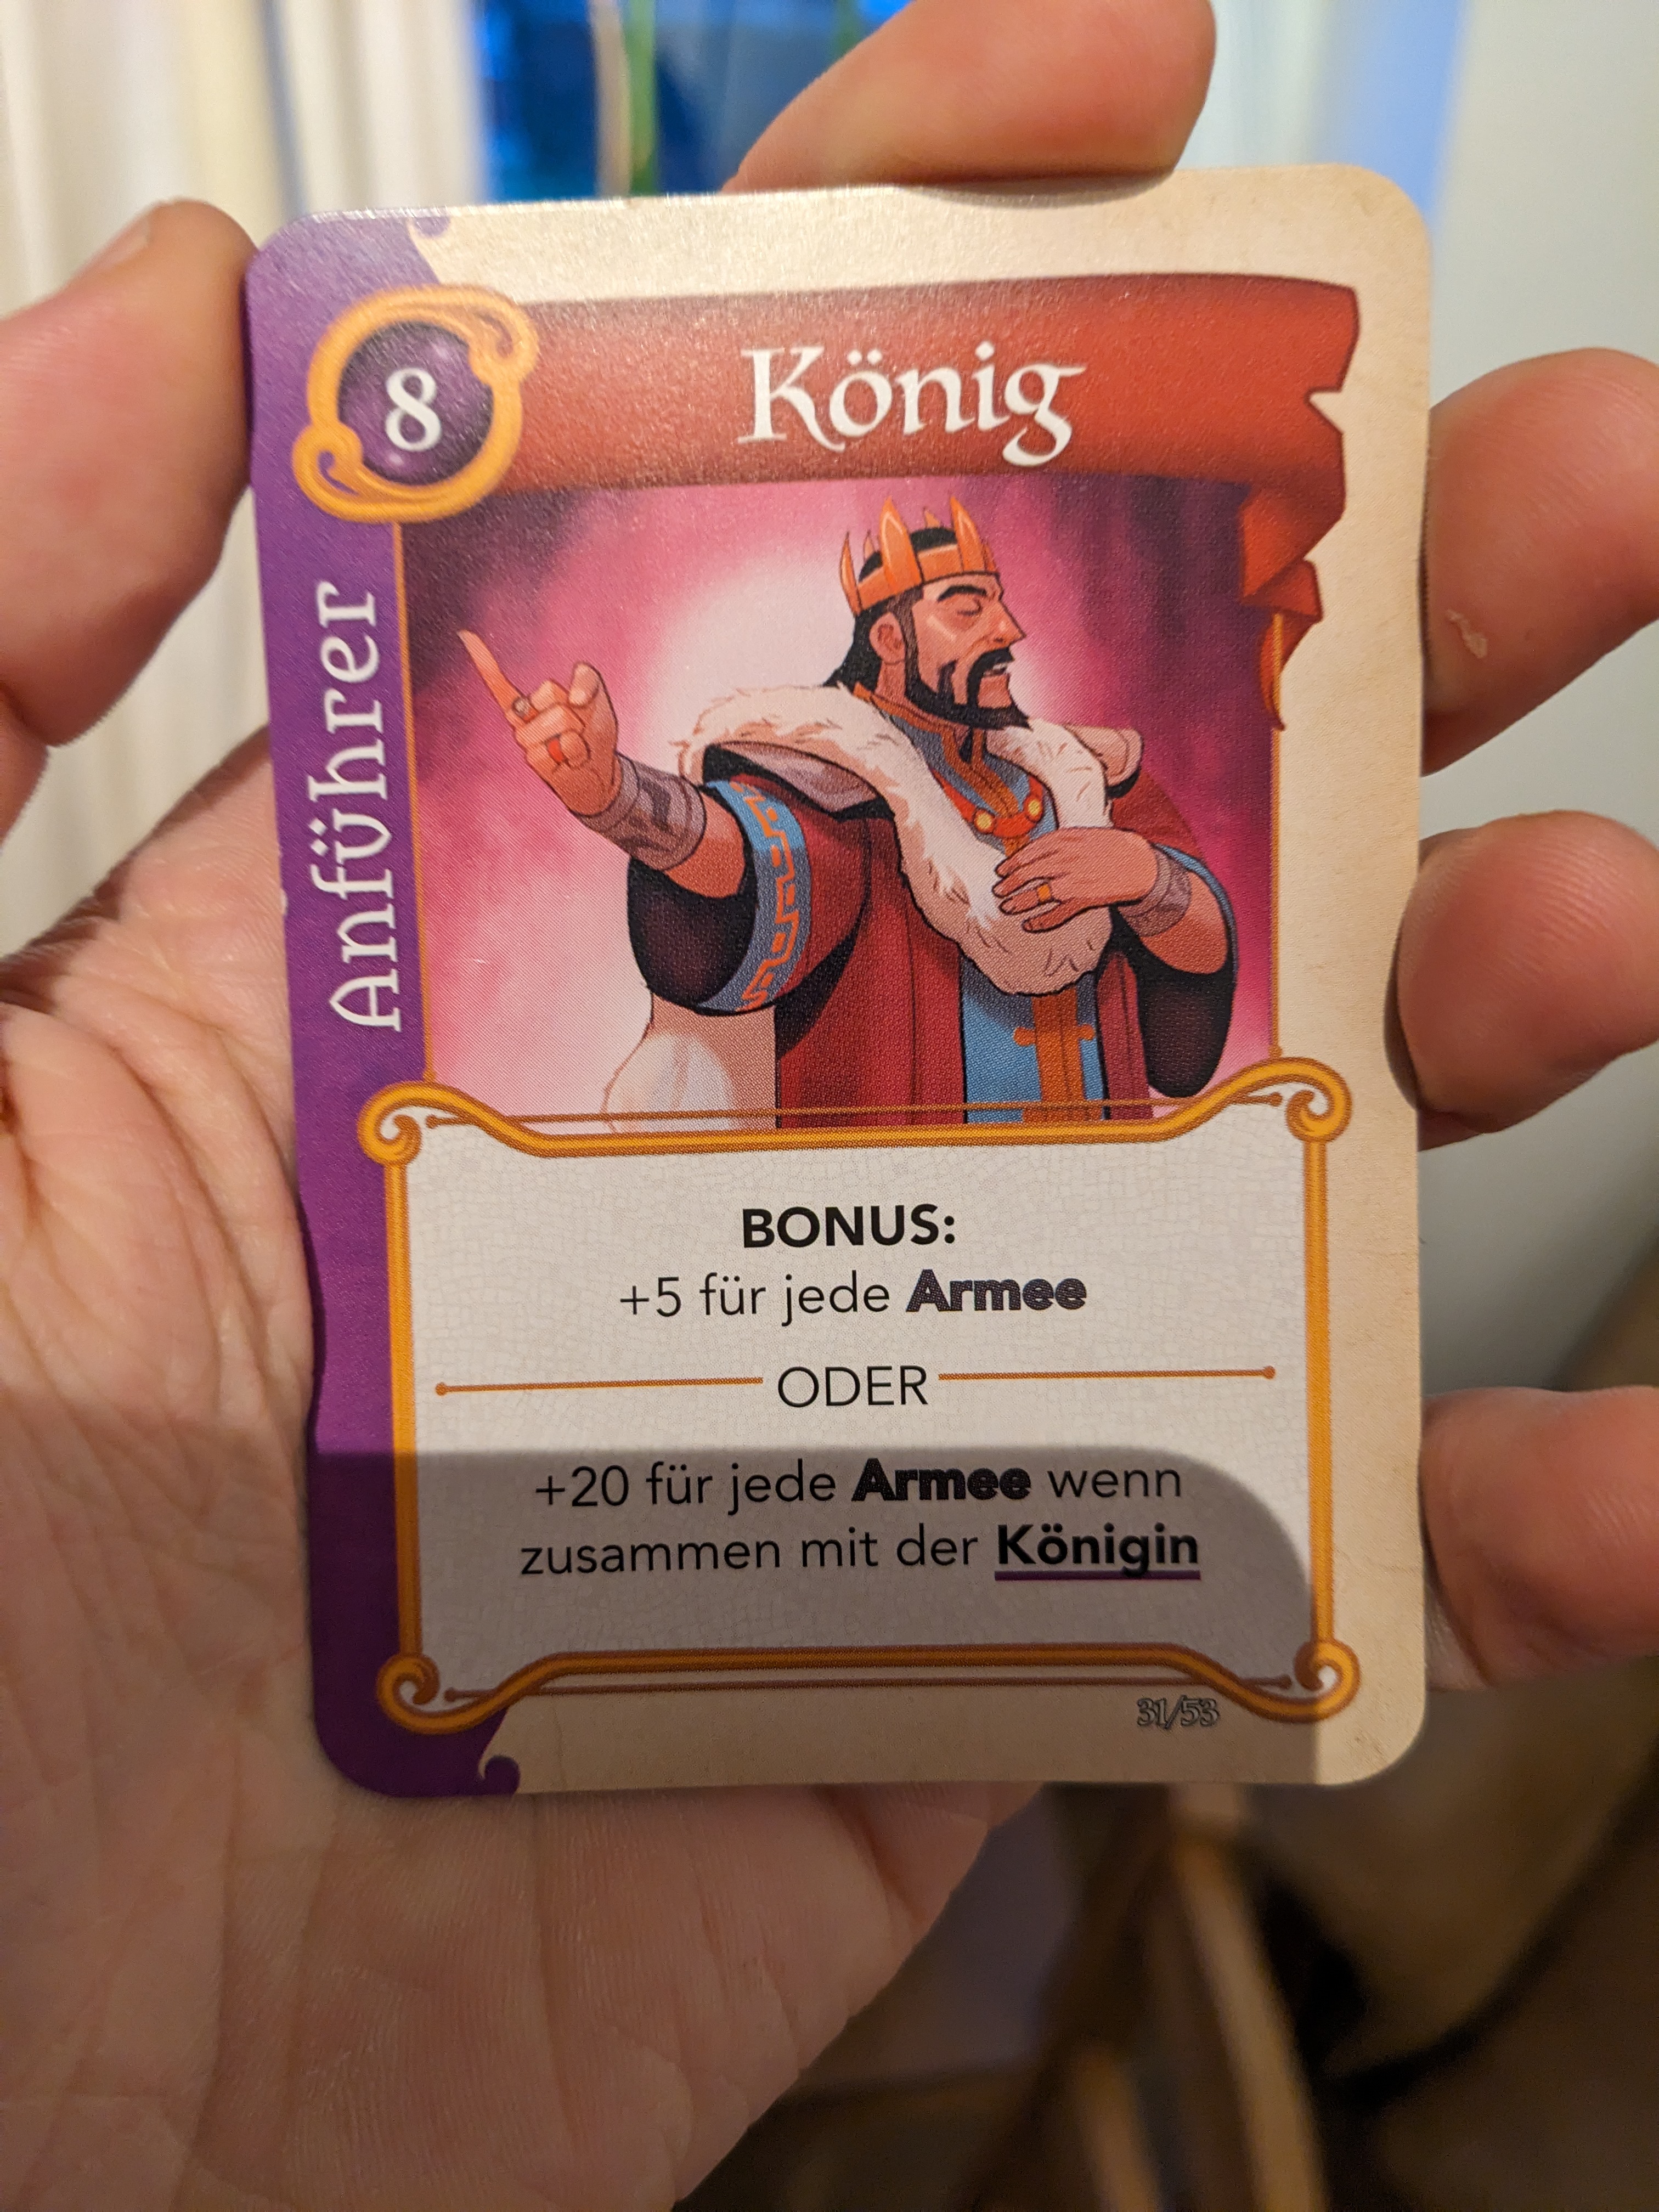 8
König
Anführer
BONUS:
+5 für jede Armee
ODER
+20 für jede Armee wenn
zusammen mit der Königin
31/53